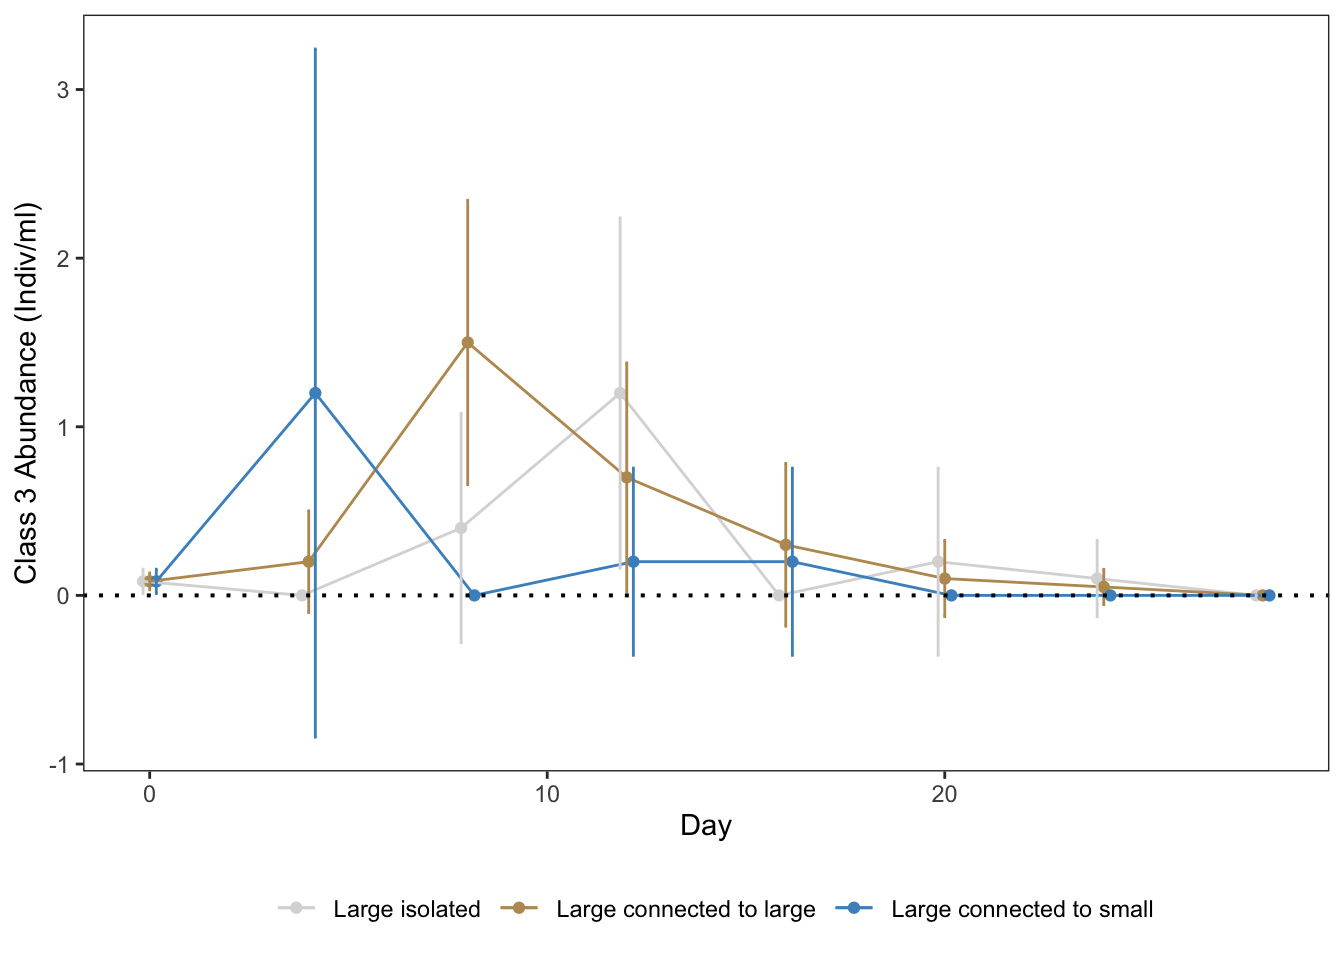 Class 3 Abundance (Indiv/ml)
3
2
1
0
-1
0 10 20
Day
Large isolated Large connected to large Large connected to small